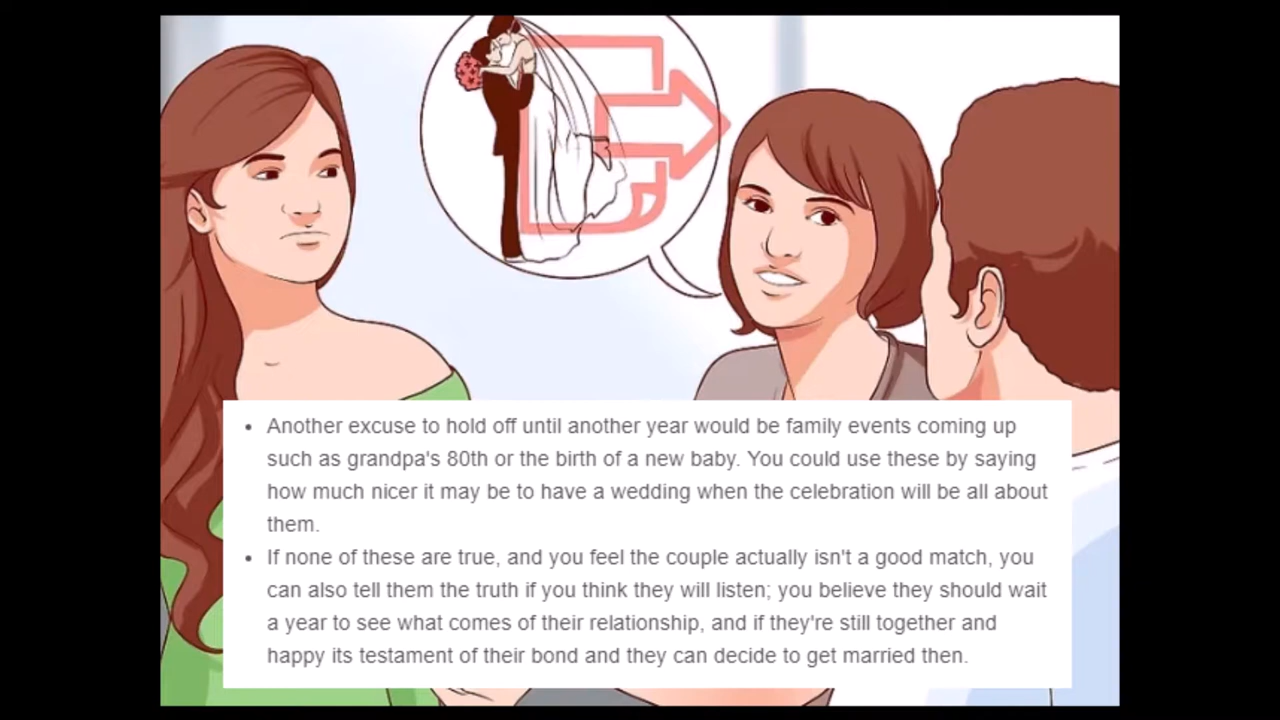 Another excuse to hold off until another year would be family events coming up
such as grandpa's 80th or the birth of a new baby. You could use these by saying
how much nicer it may be to have a wedding when the celebration will be all about
them.
If none of these are true, and you feel the couple actually isn't a good match, you
can also tell them the truth if you think they will listen; you believe they should wait
a year to see what comes of their relationship, and if they're still together and
happy its testament of their bond and they can decide to get married then.